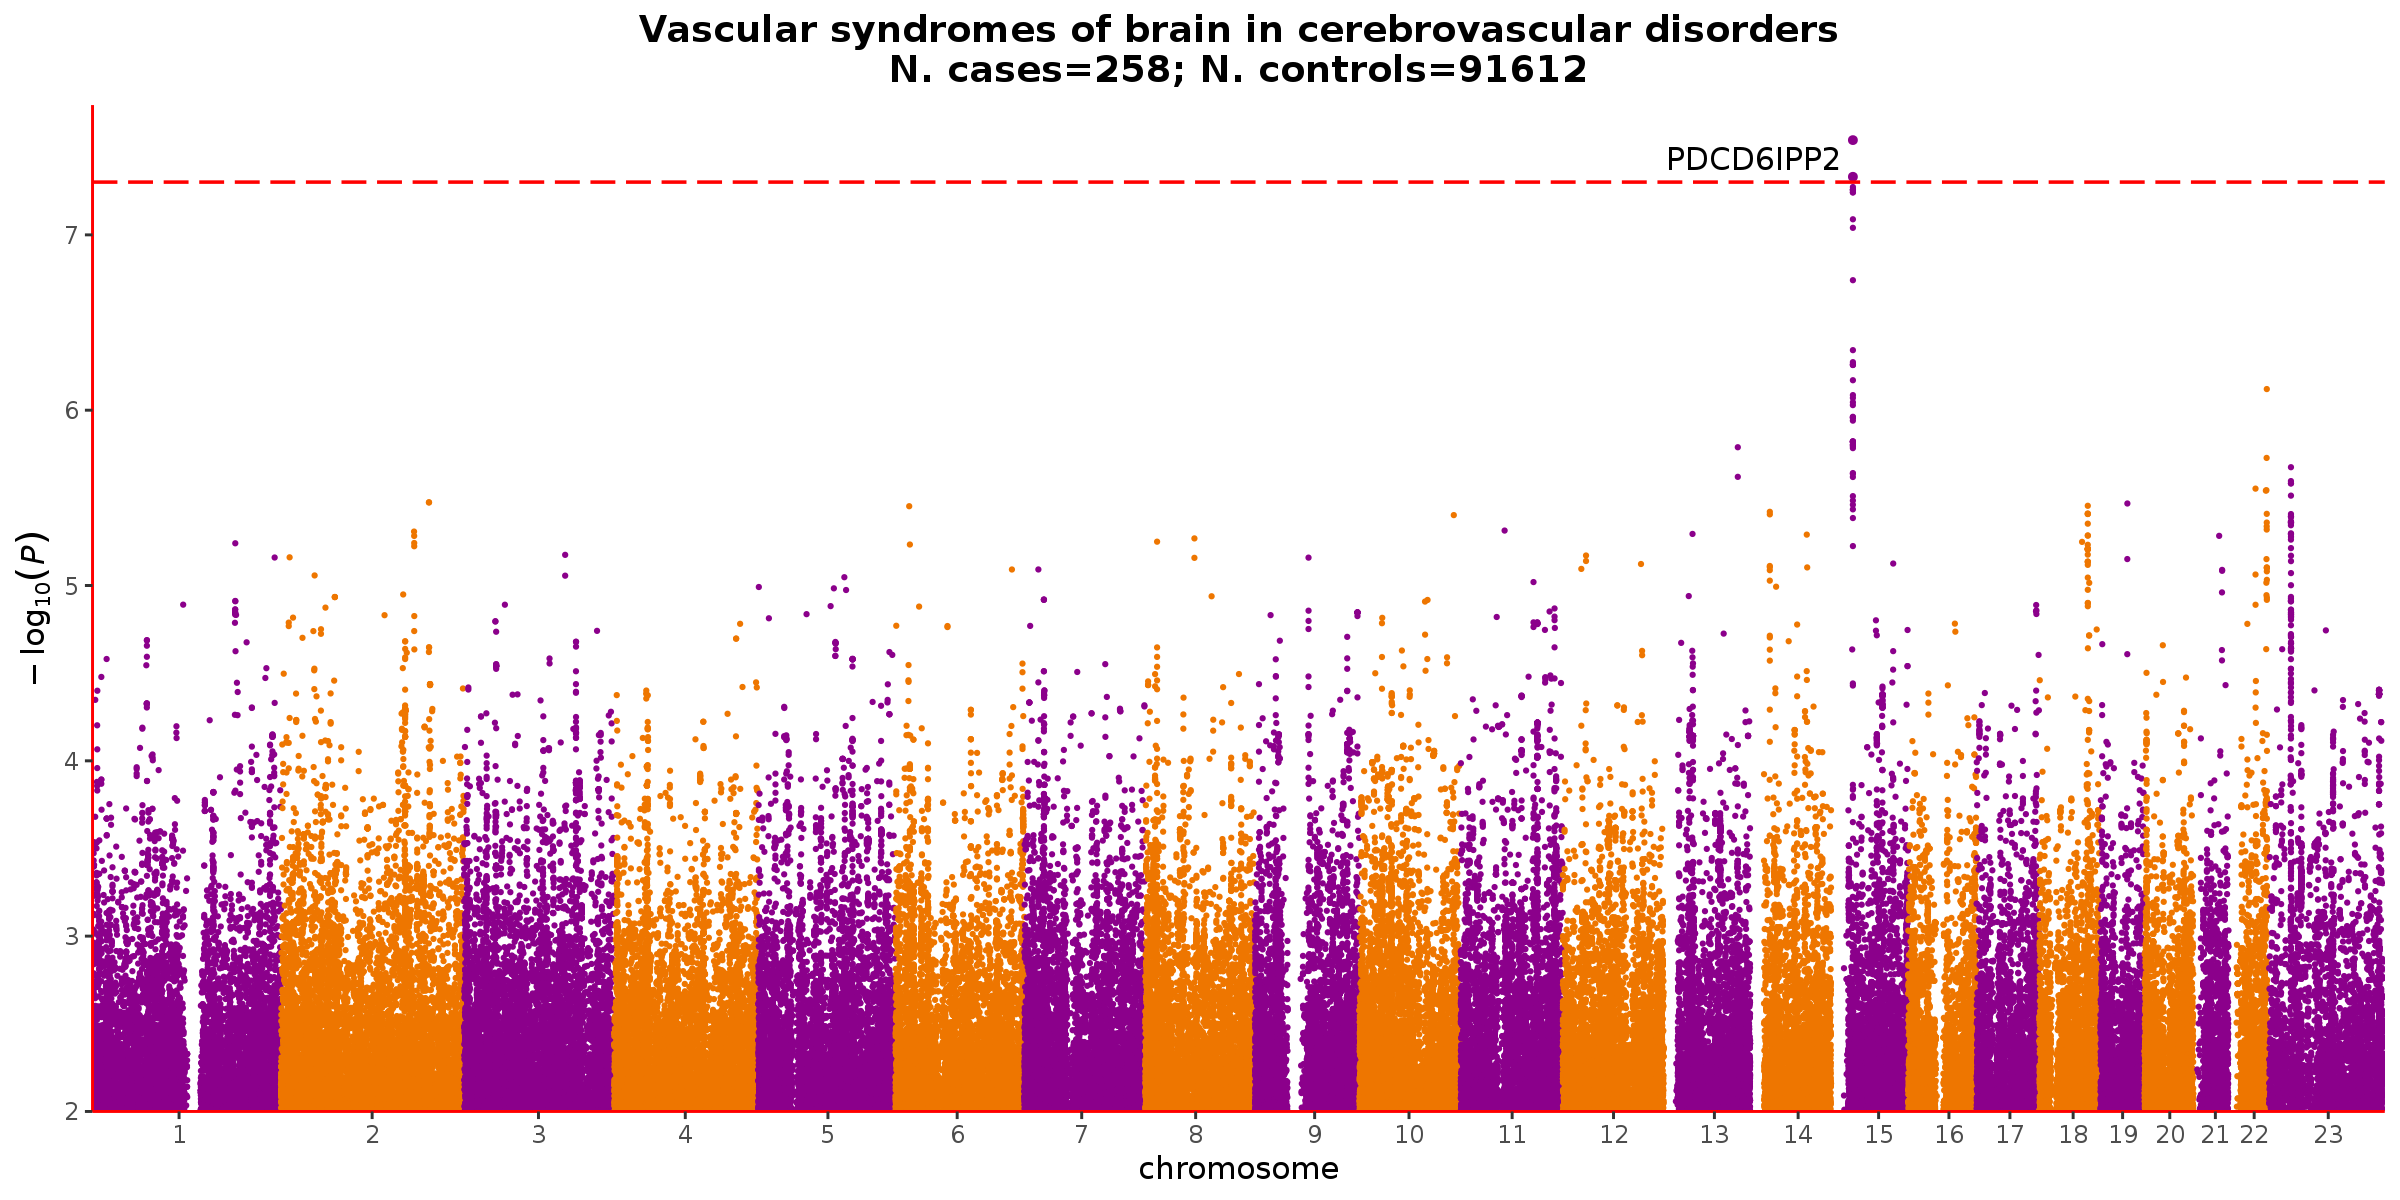 Vascular syndromes of brain in cerebrovascular disorders
N. cases=258; N. controls=91612
PDCD6IPP2
7
6
5
4
3
2
−log₁₀(P)
1 2 3 4 5 6 7 8 9 10 11 12 13 14 15 16 17 18 19 20 21 22 23
chromosome